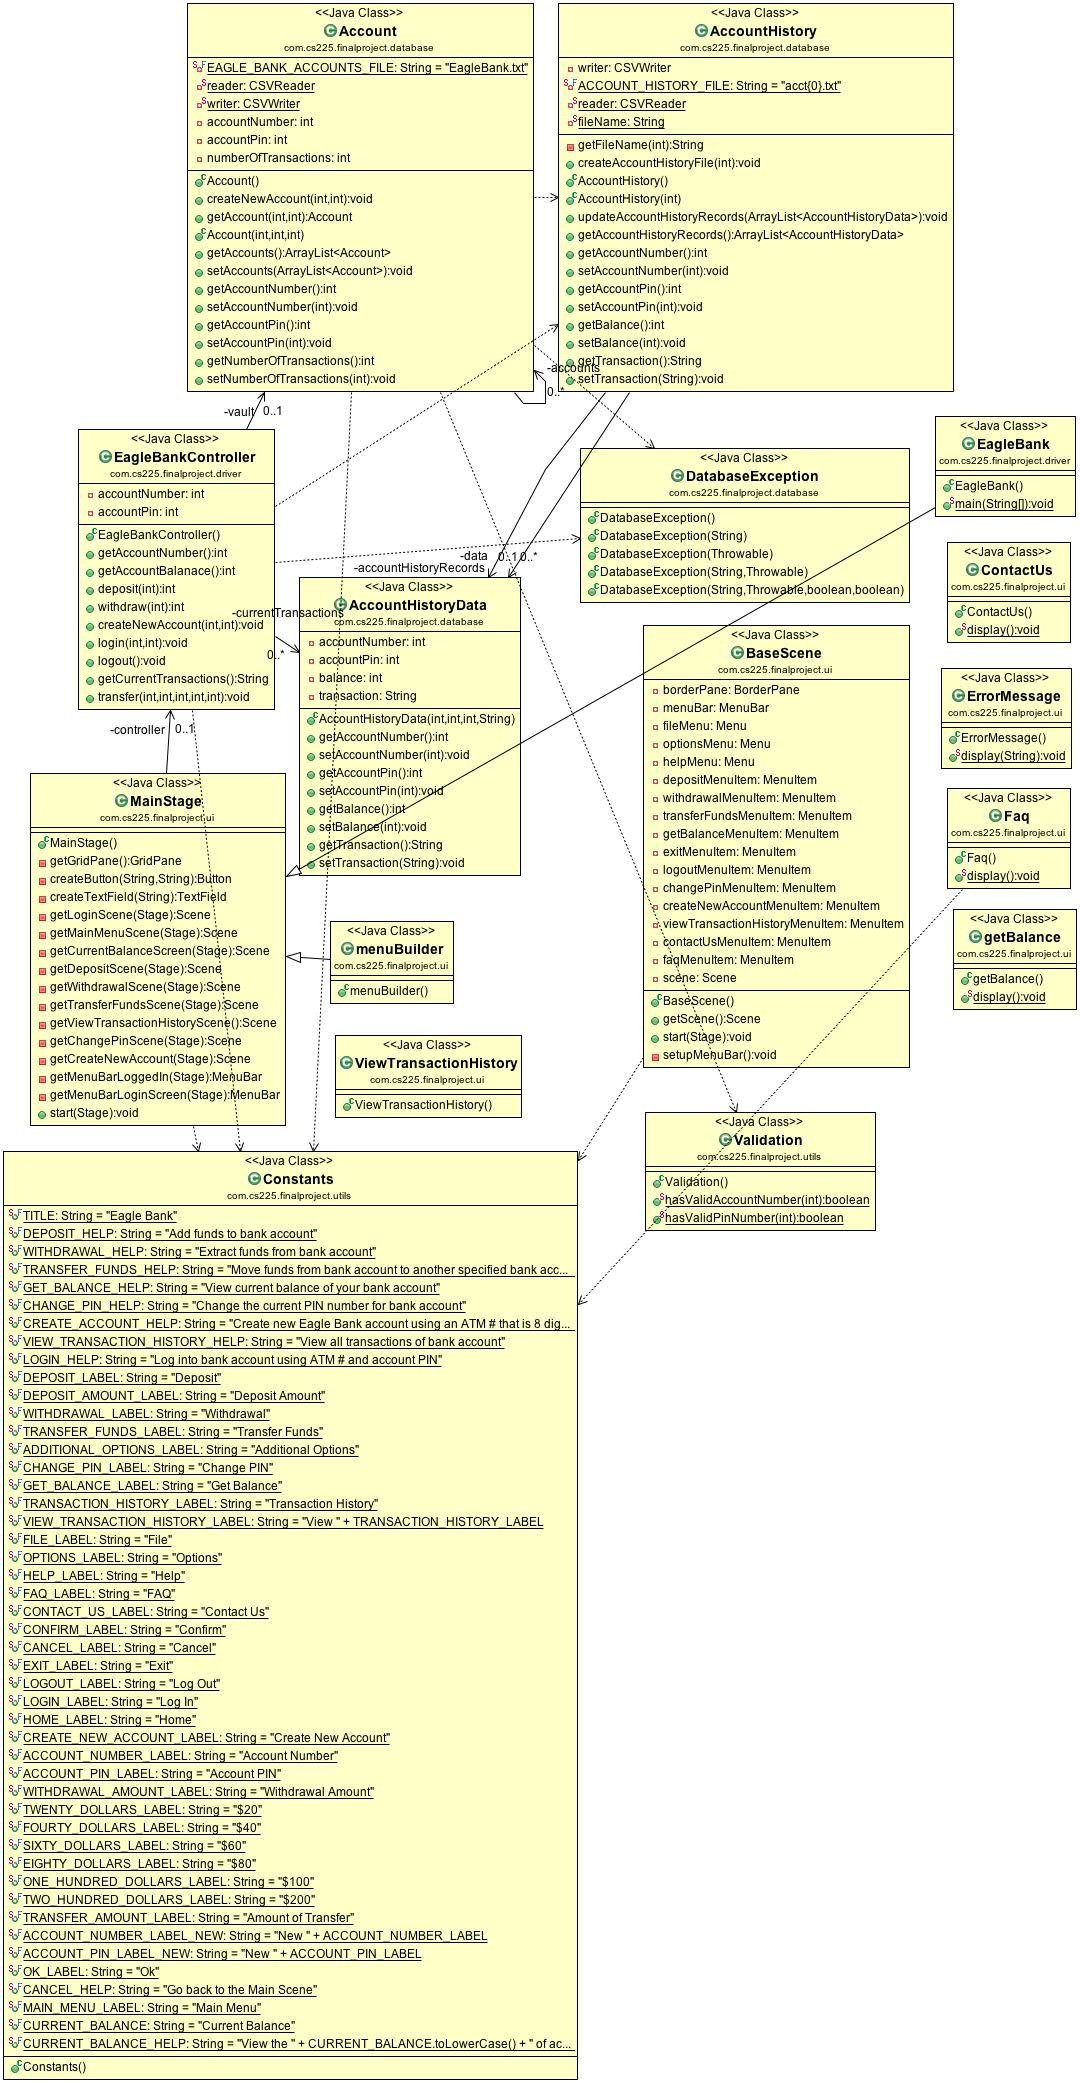 <<Java Class>>
Account
com.cs225.finalproject.database
EAGLE_BANK_ACCOUNTS_FILE: String = "EagleBank.txt"
reader: CSVReader
writer: CSVWriter
accountNumber: int
accountPin: int
numberOfTransactions: int
Account()
createNewAccount(int,int):void
getAccount(int,int):Account
Account(int,int,int)
getAccounts():ArrayList<Account>
setAccounts(ArrayList<Account>):void
getAccountNumber():int
setAccountNumber(int):void
getAccountPin():int
setAccountPin(int):void
getNumberOfTransactions():int
setNumberOfTransactions(int):void
<<Java Class>>
AccountHistory
com.cs225.finalproject.database
writer: CSVWriter
ACCOUNT_HISTORY_FILE: String = "acct{0}.txt"
reader: CSVReader
fileName: String
getFileName(int):String
createAccountHistoryFile(int):void
AccountHistory()
AccountHistory(int)
updateAccountHistoryRecords(ArrayList<AccountHistoryData>):void
getAccountHistoryRecords():ArrayList<AccountHistoryData>
getAccountNumber():int
setAccountNumber(int):void
getAccountPin():int
setAccountPin(int):void
getBalance():int
setBalance(int):void
getTransaction():String
setTransaction(String):void
-accounts
0..*
-vault 0..1
<<Java Class>>
EagleBankController
com.cs225.finalproject.driver
accountNumber: int
accountPin: int
EagleBankController()
getAccountNumber():int
getAccountBalanace():int
deposit(int):int
withdraw(int):int
createNewAccount(int,int):void
login(int,int):void
logout():void
getCurrentTransactions():String
transfer(int,int,int,int,int):void
<<Java Class>>
DatabaseException
com.cs225.finalproject.database
DatabaseException()
DatabaseException(String)
DatabaseException(Throwable)
DatabaseException(String,Throwable)
DatabaseException(String,Throwable,boolean,boolean)
<<Java Class>>
EagleBank
com.cs225.finalproject.driver
EagleBank()
main(String[]):void
<<Java Class>>
ContactUs
com.cs225.finalproject.ui
ContactUs()
display():void
-data 0..1 0..*
-accountHistoryRecords
-currentTransactions
0..*
<<Java Class>>
AccountHistoryData
com.cs225.finalproject.database
accountNumber: int
accountPin: int
balance: int
transaction: String
AccountHistoryData(int,int,int,String)
getAccountNumber():int
setAccountNumber(int):void
getAccountPin():int
setAccountPin(int):void
getBalance():int
setBalance(int):void
getTransaction():String
setTransaction(String):void
<<Java Class>>
BaseScene
com.cs225.finalproject.ui
borderPane: BorderPane
menuBar: MenuBar
fileMenu: Menu
optionsMenu: Menu
helpMenu: Menu
depositMenuItem: MenuItem
withdrawalMenuItem: MenuItem
transferFundsMenuItem: MenuItem
getBalanceMenuItem: MenuItem
exitMenuItem: MenuItem
logoutMenuItem: MenuItem
changePinMenuItem: MenuItem
createNewAccountMenuItem: MenuItem
viewTransactionHistoryMenuItem: MenuItem
contactUsMenuItem: MenuItem
faqMenuItem: MenuItem
scene: Scene
BaseScene()
getScene():Scene
start(Stage):void
setupMenuBar():void
<<Java Class>>
ErrorMessage
com.cs225.finalproject.ui
ErrorMessage()
display(String):void
<<Java Class>>
Faq
com.cs225.finalproject.ui
Faq()
display():void
<<Java Class>>
getBalance
com.cs225.finalproject.ui
getBalance()
display():void
-controller 0..1
<<Java Class>>
MainStage
com.cs225.finalproject.ui
MainStage()
getGridPane():GridPane
createButton(String,String):Button
createTextField(String):TextField
getLoginScene(Stage):Scene
getMainMenuScene(Stage):Scene
getCurrentBalanceScreen(Stage):Scene
getDepositScene(Stage):Scene
getWithdrawalScene(Stage):Scene
getTransferFundsScene(Stage):Scene
getViewTransactionHistoryScene():Scene
getChangePinScene(Stage):Scene
getCreateNewAccount(Stage):Scene
getMenuBarLoggedIn(Stage):MenuBar
getMenuBarLoginScreen(Stage):MenuBar
start(Stage):void
<<Java Class>>
menuBuilder
com.cs225.finalproject.ui
menuBuilder()
<<Java Class>>
ViewTransactionHistory
com.cs225.finalproject.ui
ViewTransactionHistory()
<<Java Class>>
Validation
com.cs225.finalproject.utils
Validation()
hasValidAccountNumber(int):boolean
hasValidPinNumber(int):boolean
<<Java Class>>
Constants
com.cs225.finalproject.utils
TITLE: String = "Eagle Bank"
DEPOSIT_HELP: String = "Add funds to bank account"
WITHDRAWAL_HELP: String = "Extract funds from bank account"
TRANSFER_FUNDS_HELP: String = "Move funds from bank account to another specified bank acc...
GET_BALANCE_HELP: String = "View current balance of your bank account"
CHANGE_PIN_HELP: String = "Change the current PIN number for bank account"
CREATE_ACCOUNT_HELP: String = "Create new Eagle Bank account using an ATM # that is 8 dig...
VIEW_TRANSACTION_HISTORY_HELP: String = "View all transactions of bank account"
LOGIN_HELP: String = "Log into bank account using ATM # and account PIN"
DEPOSIT_LABEL: String = "Deposit"
DEPOSIT_AMOUNT_LABEL: String = "Deposit Amount"
WITHDRAWAL_LABEL: String = "Withdrawal"
TRANSFER_FUNDS_LABEL: String = "Transfer Funds"
ADDITIONAL_OPTIONS_LABEL: String = "Additional Options"
CHANGE_PIN_LABEL: String = "Change PIN"
GET_BALANCE_LABEL: String = "Get Balance"
TRANSACTION_HISTORY_LABEL: String = "Transaction History"
VIEW_TRANSACTION_HISTORY_LABEL: String = "View " + TRANSACTION_HISTORY_LABEL
FILE_LABEL: String = "File"
OPTIONS_LABEL: String = "Options"
HELP_LABEL: String = "Help"
FAQ_LABEL: String = "FAQ"
CONTACT_US_LABEL: String = "Contact Us"
CONFIRM_LABEL: String = "Confirm"
CANCEL_LABEL: String = "Cancel"
EXIT_LABEL: String = "Exit"
LOGOUT_LABEL: String = "Log Out"
LOGIN_LABEL: String = "Log In"
HOME_LABEL: String = "Home"
CREATE_NEW_ACCOUNT_LABEL: String = "Create New Account"
ACCOUNT_NUMBER_LABEL: String = "Account Number"
ACCOUNT_PIN_LABEL: String = "Account PIN"
WITHDRAWAL_AMOUNT_LABEL: String = "Withdrawal Amount"
TWENTY_DOLLARS_LABEL: String = "$20"
FOURTY_DOLLARS_LABEL: String = "$40"
SIXTY_DOLLARS_LABEL: String = "$60"
EIGHTY_DOLLARS_LABEL: String = "$80"
ONE_HUNDRED_DOLLARS_LABEL: String = "$100"
TWO_HUNDRED_DOLLARS_LABEL: String = "$200"
TRANSFER_AMOUNT_LABEL: String = "Amount of Transfer"
ACCOUNT_NUMBER_LABEL_NEW: String = "New " + ACCOUNT_NUMBER_LABEL
ACCOUNT_PIN_LABEL_NEW: String = "New " + ACCOUNT_PIN_LABEL
OK_LABEL: String = "Ok"
CANCEL_HELP: String = "Go back to the Main Scene"
MAIN_MENU_LABEL: String = "Main Menu"
CURRENT_BALANCE: String = "Current Balance"
CURRENT_BALANCE_HELP: String = "View the " + CURRENT_BALANCE.toLowerCase() + " of ac...
Constants()